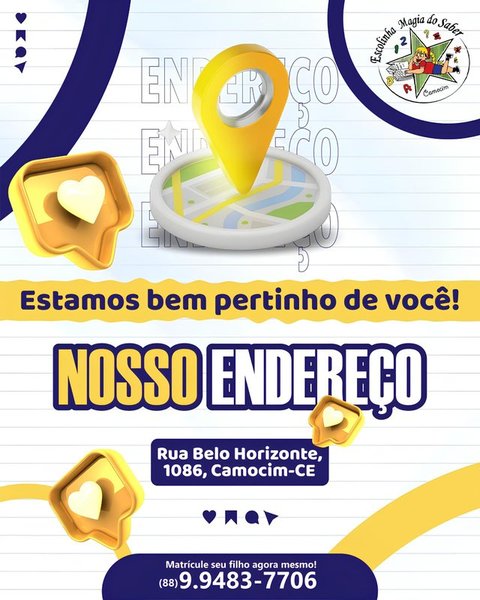 Escolinha Magia do Saber
Camocim
ENDEREÇO
ENDEREÇO
ENDEREÇO
Estamos bem pertinho de você!
NOSSO ENDEREÇO
Rua Belo Horizonte,
1086, Camocim-CE
Matrícule seu filho agora mesmo!
(88)9.9483-7706